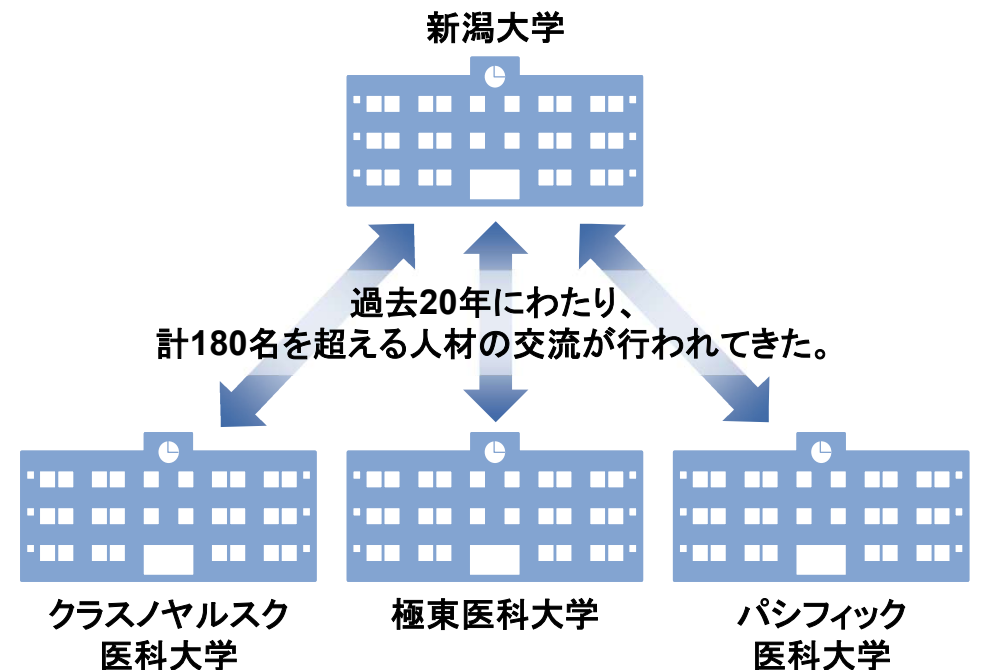 新潟大学
過去20年にわたり、
計180名を超える人材の交流が行われてきた。
クラスノヤルスク
医科大学
極東医科大学
パシフィック
医科大学